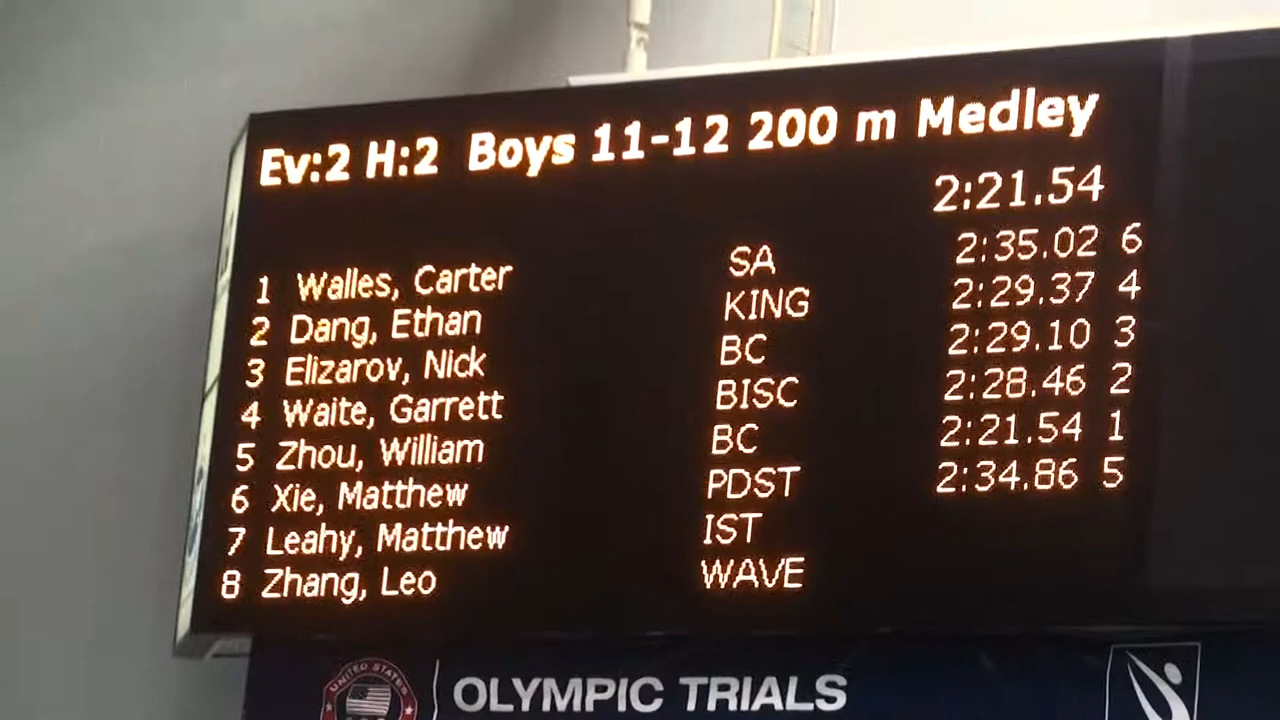 Ev:2 H:2 Boys 11-12 200 m Medley
2:21.54
1 Walles, Carter SA 2:35.02 6
2 Dang, Ethan KING 2:29.37 4
3 Elizarov, Nick BC 2:29.10 3
4 Waite, Garrett BISC 2:28.46 2
5 Zhou, William BC 2:21.54 1
6 Xie, Matthew PDST 2:34.86 5
7 Leahy, Matthew IST
8 Zhang, Leo WAVE
UNITED STATES
OLYMPIC TRIALS